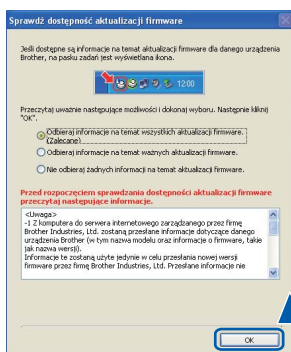 Sprawdź dostępność aktualizacji firmware
Jeśli dostępne są informacje na temat aktualizacji firmware dla danego urządzenia
Brother, na pasku zadań jest wyświetlana ikona.
12:00
Przeczytaj uważnie następujące możliwości i dokonaj wyboru. Następnie kliknij
"OK".
Odbieraj informacje na temat wszystkich aktualizacji firmware.
(Zalecane)
Odbieraj informacje na temat ważnych aktualizacji firmware.
Nie odbieraj żadnych informacji na temat aktualizacji firmware.
Przed rozpoczęciem sprawdzania dostępności aktualizacji firmware
przeczytaj następujące informacje.
<Uwaga>
-1 Z komputera do serwera internetowego zarządzanego przez firmę
Brother Industries, Ltd. zostaną przesłane informacje dotyczące danego
urządzenia Brother (w tym nazwa modelu oraz informacje o firmware, takie
jak nazwa wersji).
Informacje te zostaną użyte jedynie w celu przesłania nowej wersji
firmware przez firmę Brother Industries, Ltd. Przesłane informacje nie
OK